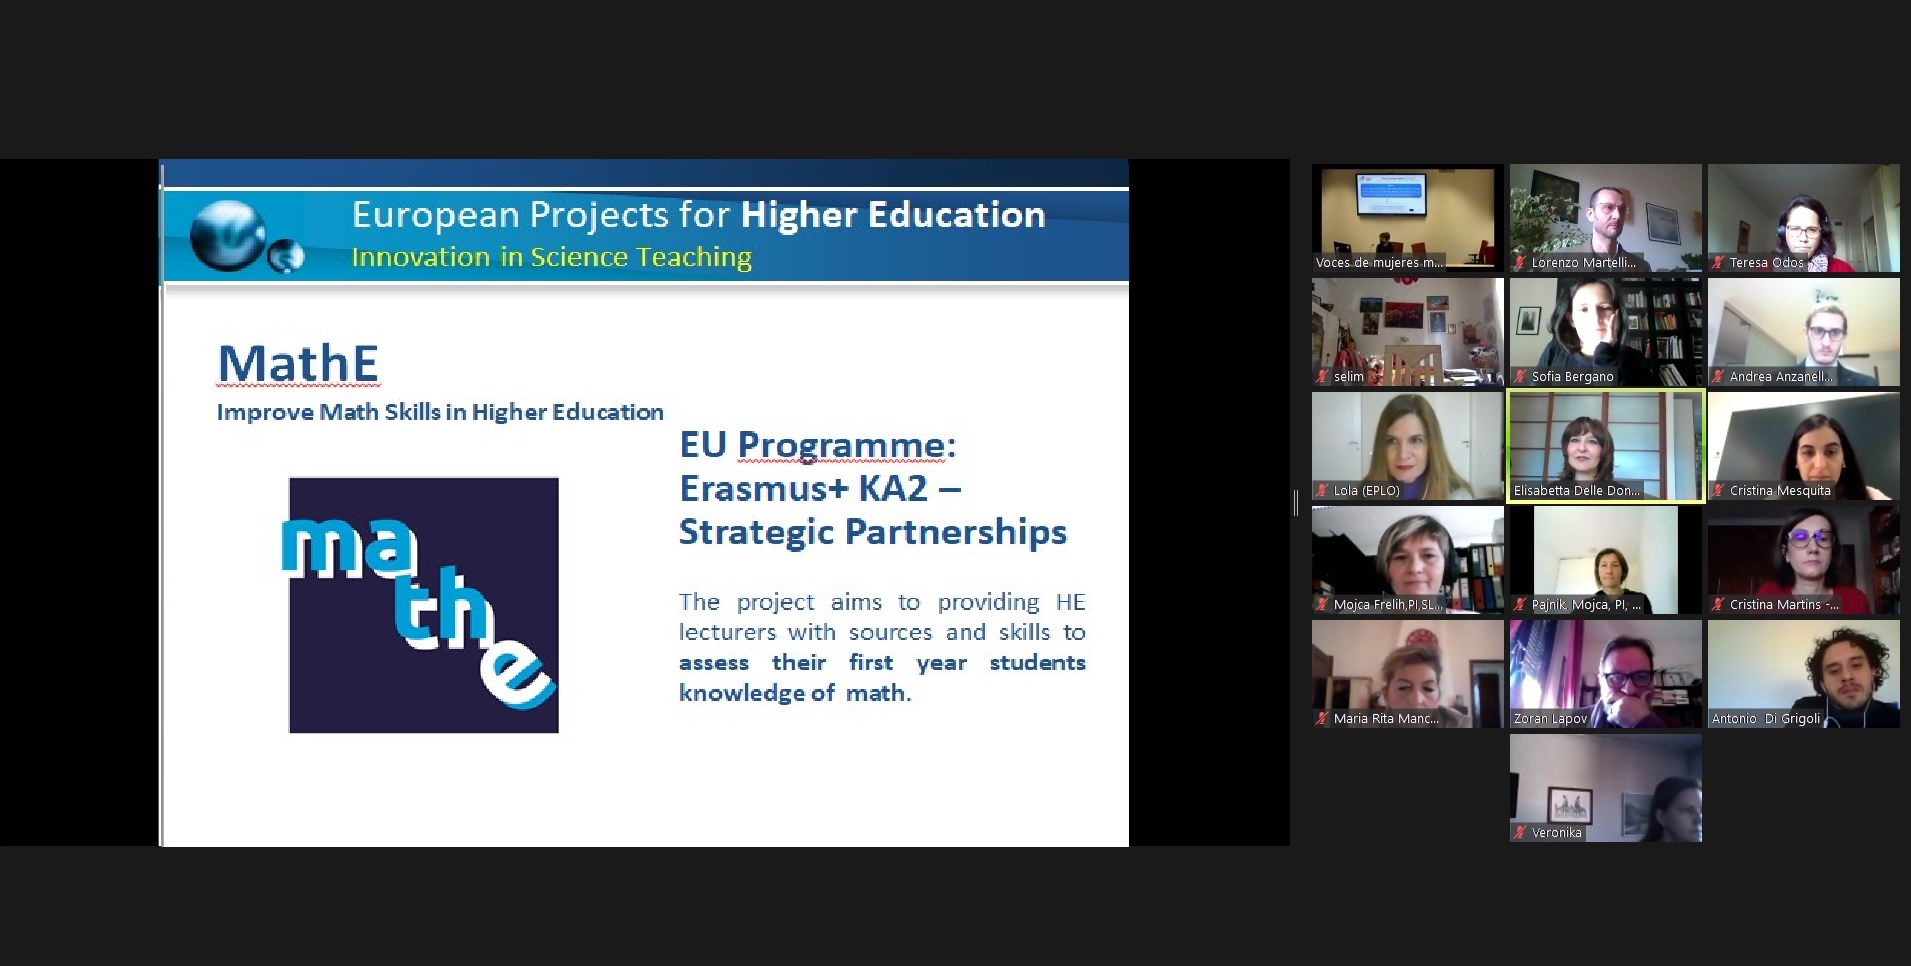 European Projects for Higher Education
Innovation in Science Teaching
MathE
Improve Math Skills in Higher Education
EU Programme:
Erasmus+ KA2 –
Strategic Partnerships
ma
th
e
The project aims to providing HE
lecturers with sources and skills to
assess their first year students
knowledge of math.
Voces de mujeres m...
Lorenzo Martelli...
Teresa Odos
selim
Sofia Bergano
Andrea Anzanell...
Lola (EPLO)
Elisabetta Delle Don...
Cristina Mesquita
Mojca Frelih,PI,SL...
Pajnik, Mojca, PI, ...
Cristina Martins -...
Maria Rita Manc...
Zoran Lapov
Antonio Di Grigoli
Veronika